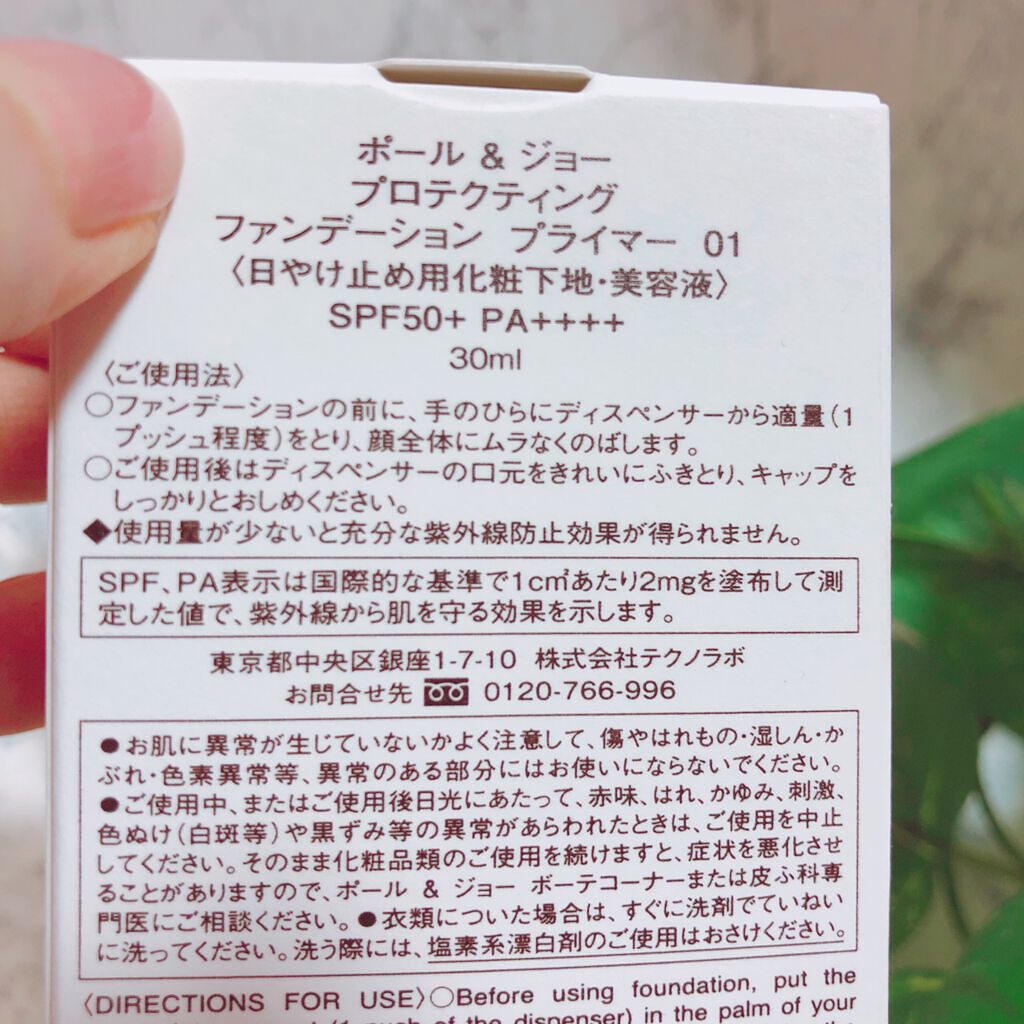 ポール & ジョー
プロテクティング
ファンデーション プライマー 01
〈日やけ止め用化粧下地・美容液〉
SPF50+ PA++++
30ml
〈ご使用法〉
○ファンデーションの前に、手のひらにディスペンサーから適量(1
プッシュ程度)をとり、顔全体にムラなくのばします。
○ご使用後はディスペンサーの口元をきれいにふきとり、キャップを
しっかりとおしめください。
◆使用量が少ないと充分な紫外線防止効果が得られません。
SPF、PA表示は国際的な基準で1c㎡あたり2mgを塗布して測
定した値で、紫外線から肌を守る効果を示します。
東京都中央区銀座1-7-10 株式会社テクノラボ
お問合せ先 0120-766-996
●お肌に異常が生じていないかよく注意して、傷やはれもの・湿しん・か
ぶれ・色素異常等、異常のある部分にはお使いにならないでください。
●ご使用中、またはご使用後日光にあたって、赤味、はれ、かゆみ、刺激、
色ぬけ(白斑等)や黒ずみ等の異常があらわれたときは、ご使用を中止
してください。そのまま化粧品類のご使用を続けますと、症状を悪化させ
ることがありますので、ポール & ジョー ボーテコーナーまたは皮ふ科専
門医にご相談ください。●衣類についた場合は、すぐに洗剤でていねい
に洗ってください。洗う際には、塩素系漂白剤のご使用はおさけください。
〈DIRECTIONS FOR USE〉○Before using foundation, put the
(1 push of the dispenser) in the palm of your